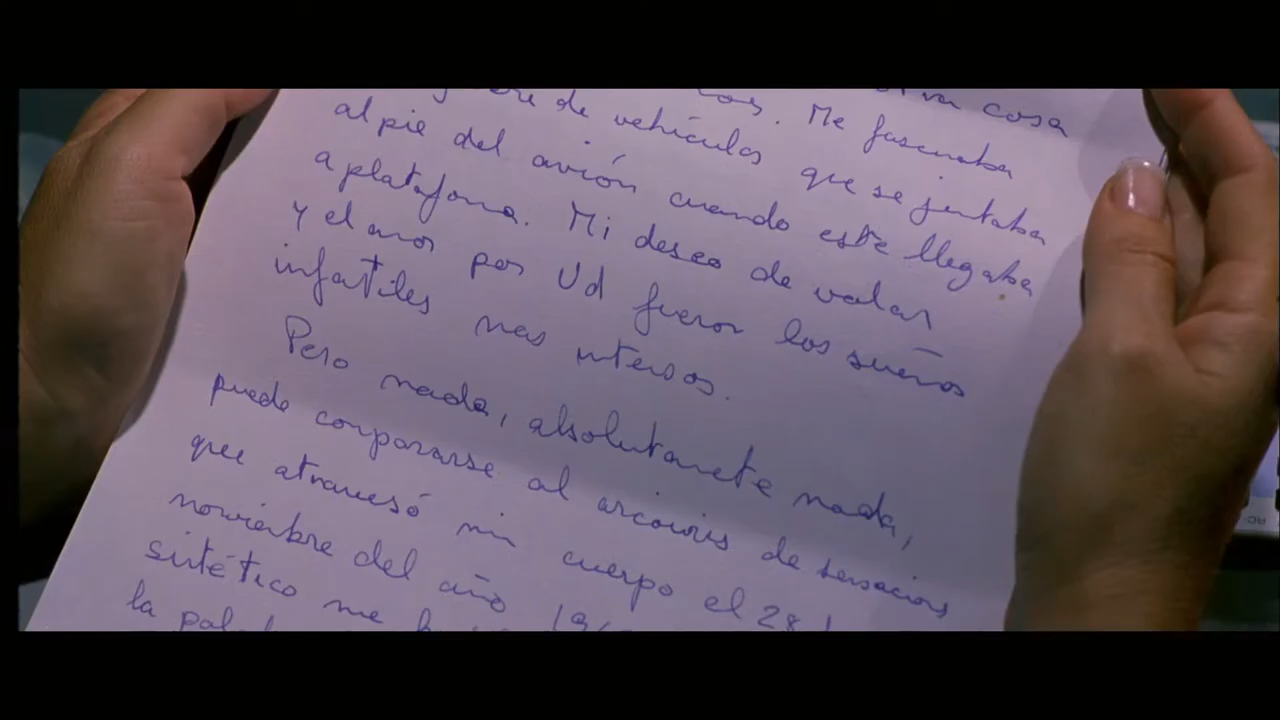 cosa
Me fascinaba
de vehículos que se juntaba
al pie del avión cuando este llegaba
a plataforma. Mi deseo de volar
y el amor por Ud fueron los sueños
infantiles mas intensos.
Pero nada, absolutamente nada,
puede compararse al arcoiris de sensaciones
que atravesó mi cuerpo el 28
noviembre del año
sintético me
la